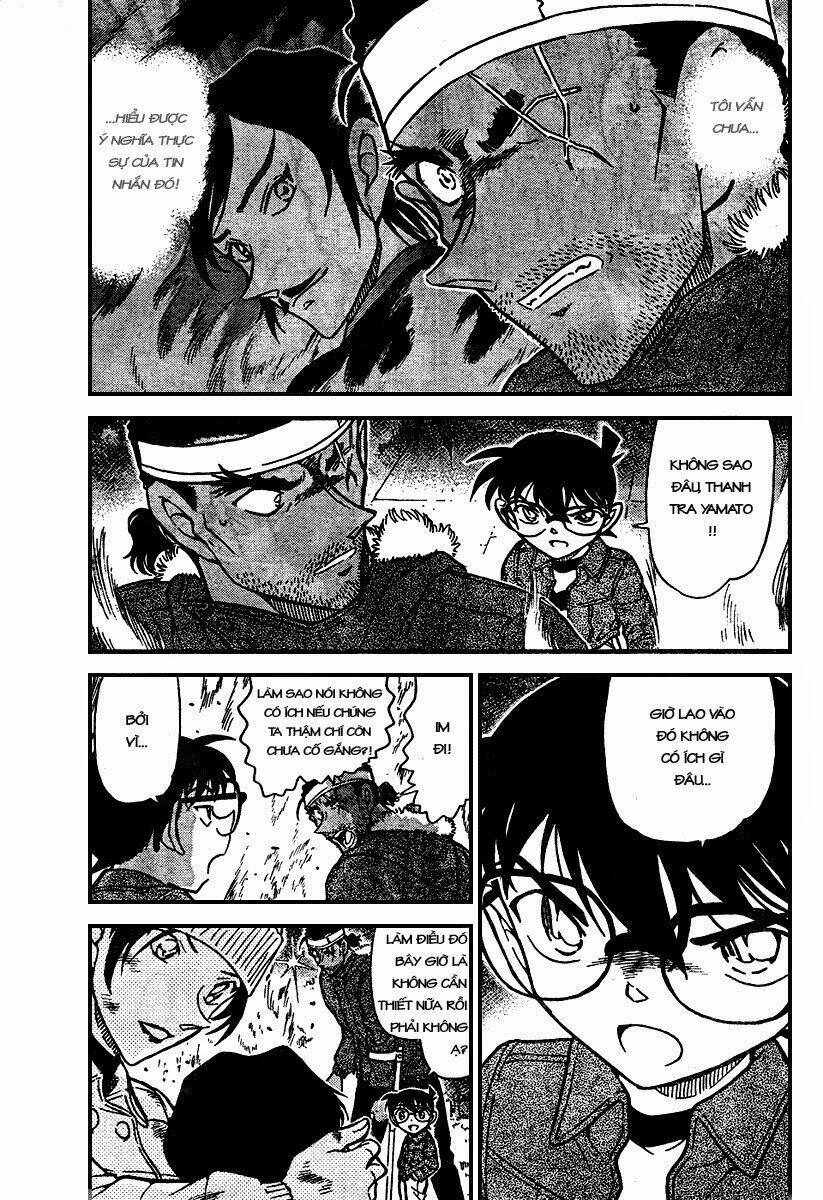 TÔI VẪN
CHƯA...
...HIỂU ĐƯỢC
Ý NGHĨA THỰC
SỰ CỦA TIN
NHẮN ĐÓ!
KHÔNG SAO
ĐÂU, THANH
TRA YAMATO
!!
GIỜ LAO VÀO
ĐÓ KHÔNG
CÓ ÍCH GÌ
ĐÂU...
IM
ĐI!
LÀM SAO NÓI KHÔNG
CÓ ÍCH NẾU CHÚNG
TA THẬM CHÍ CÒN
CHƯA CỐ GẮNG?!
BỞI
VÌ...
LÀM ĐIỀU ĐÓ
BÂY GIỜ LÀ
KHÔNG CẦN
THIẾT NỮA RỒI
PHẢI KHÔNG
Ạ?